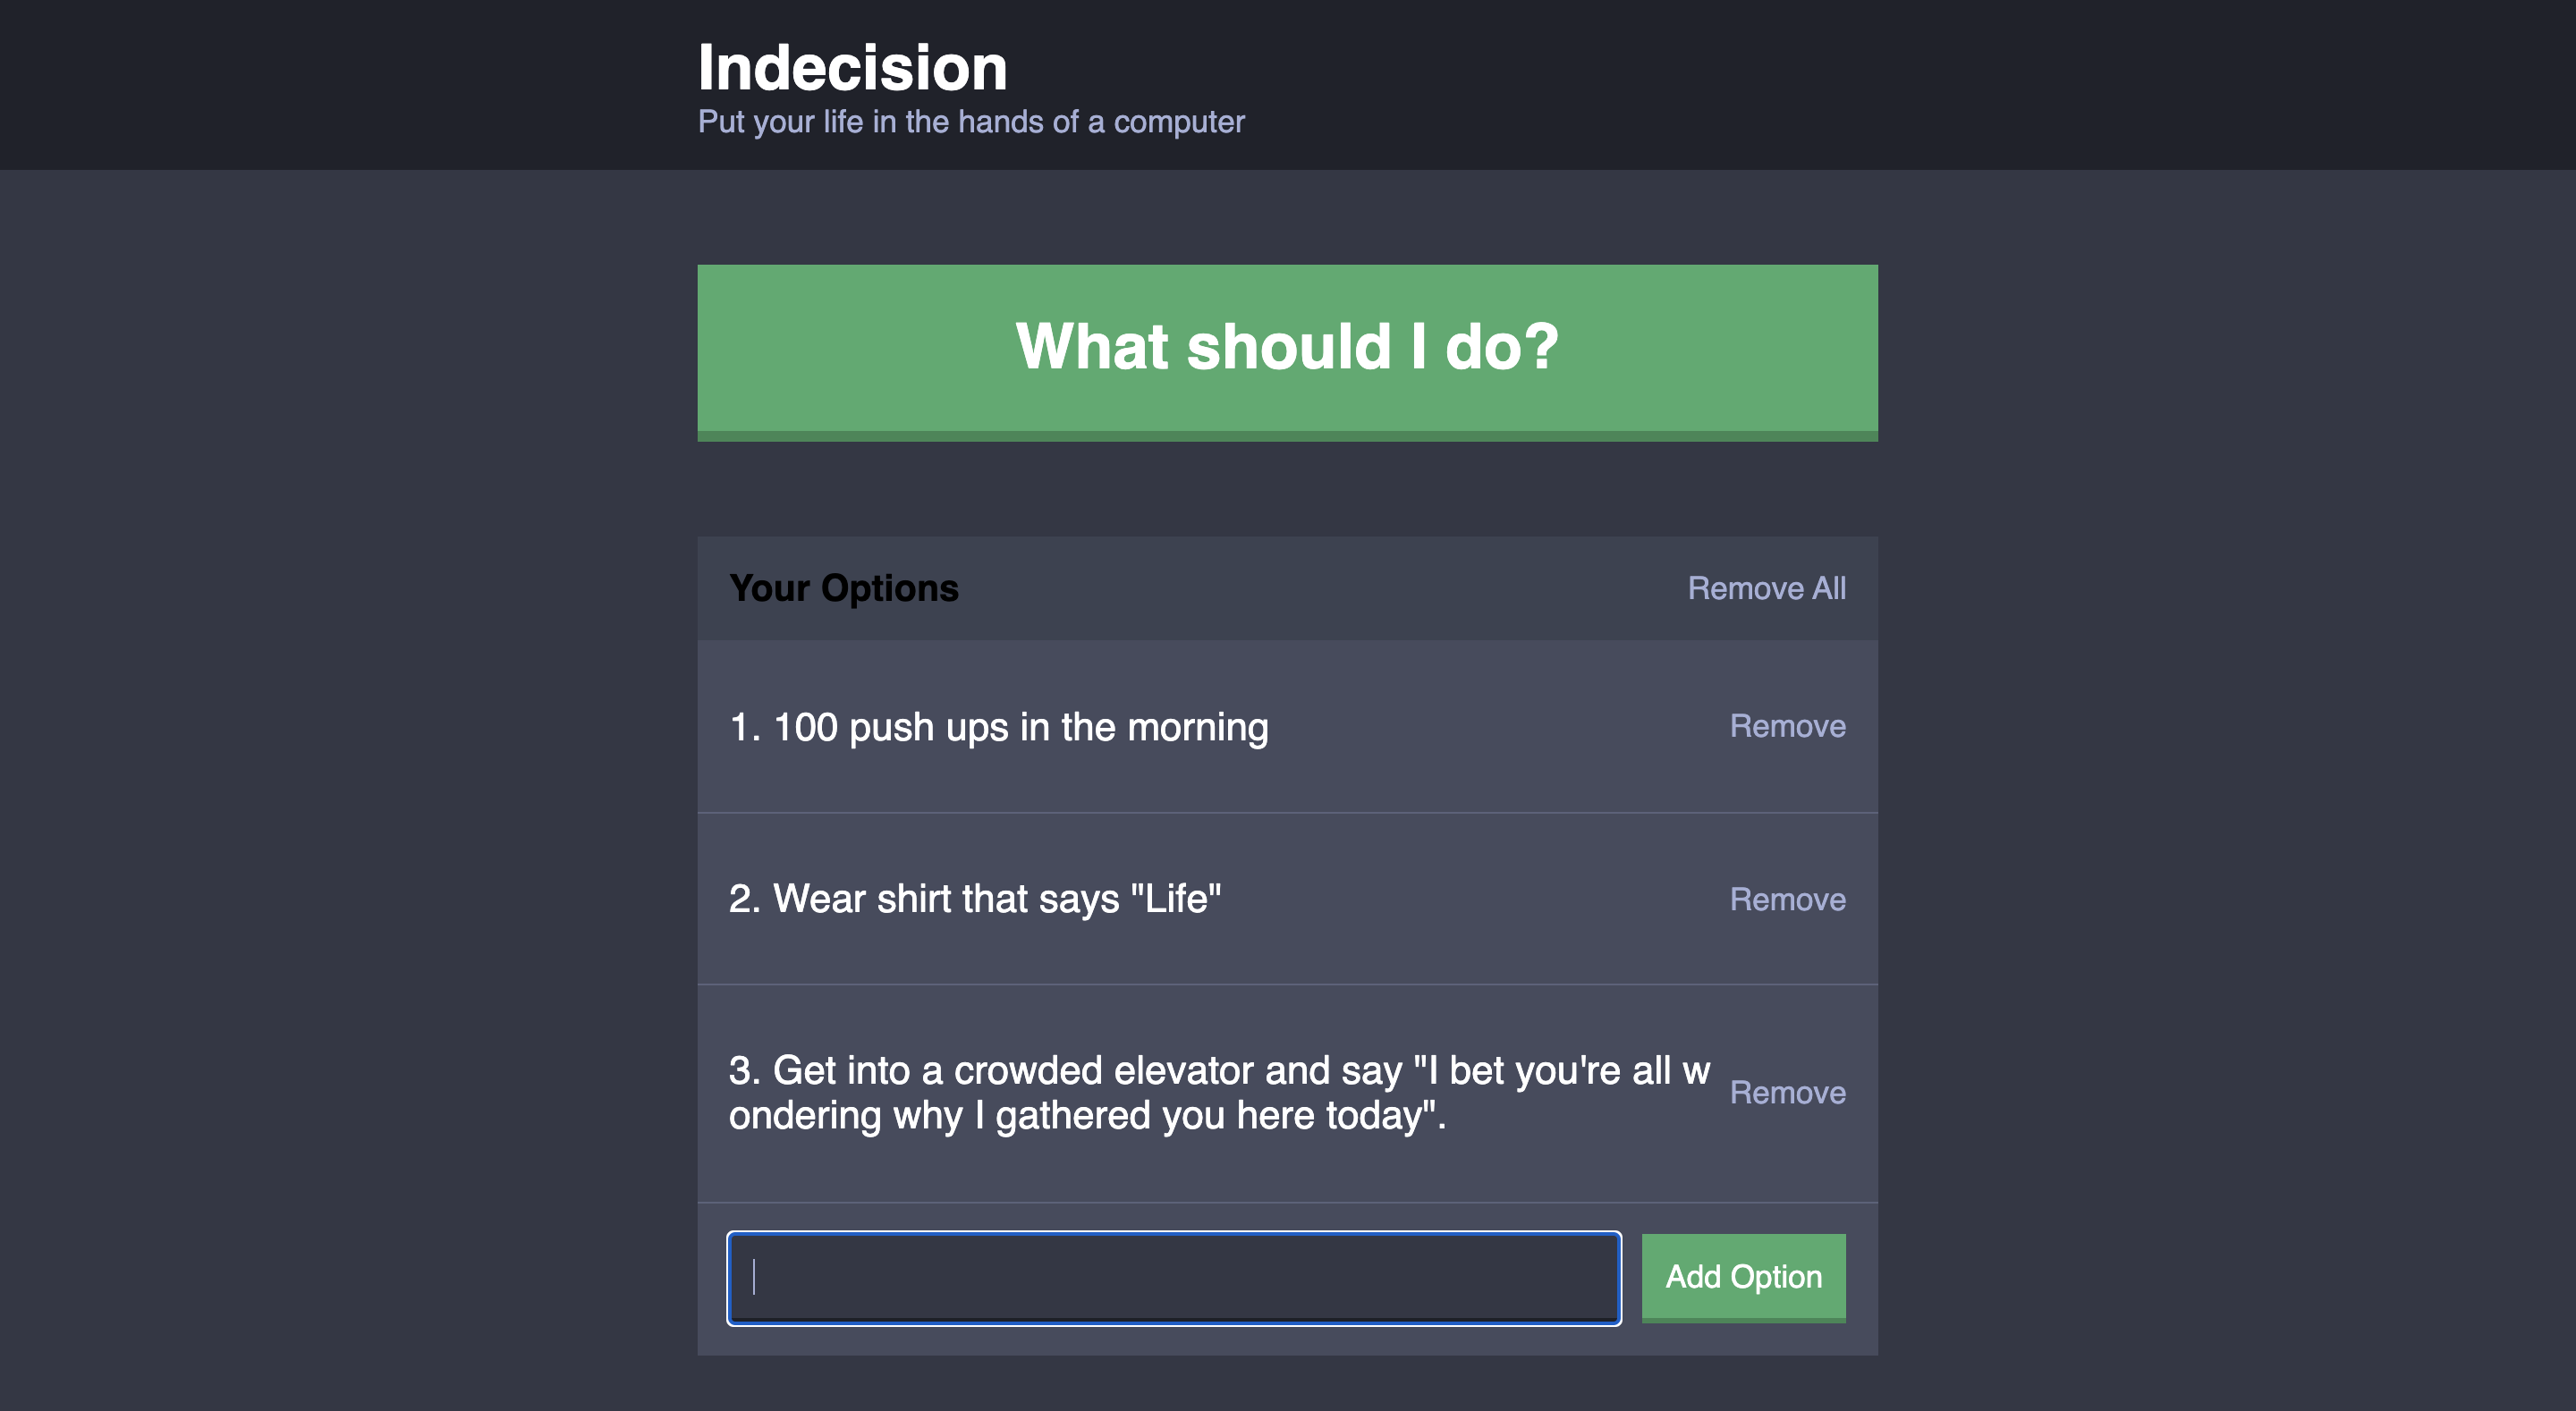 Indecision
Put your life in the hands of a computer
What should I do?
Your Options
Remove All
1. 100 push ups in the morning
Remove
2. Wear shirt that says "Life"
Remove
3. Get into a crowded elevator and say "I bet you're all w
ondering why I gathered you here today".
Remove
Add Option